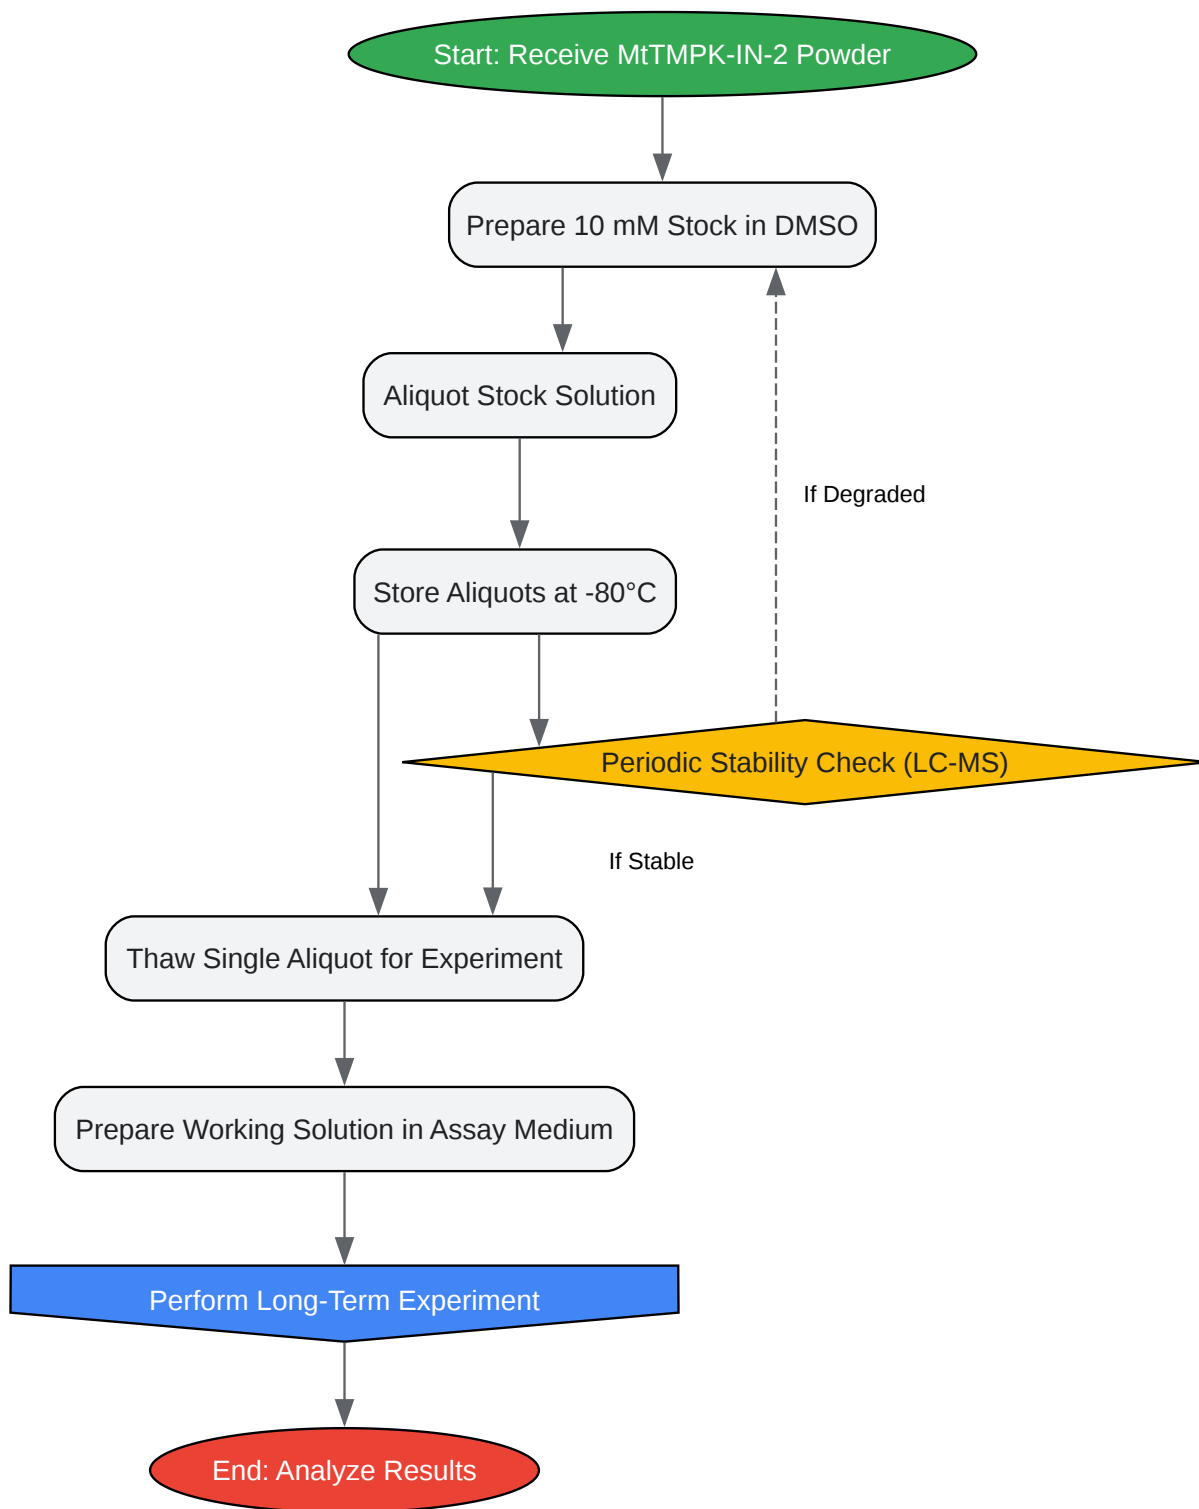 Start: Receive MtTMPK-IN-2 Powder
Prepare 10 mM Stock in DMSO
Aliquot Stock Solution
If Degraded
Store Aliquots at -80°C
Periodic Stability Check (LC-MS)
If Stable
Thaw Single Aliquot for Experiment
Prepare Working Solution in Assay Medium
Perform Long-Term Experiment
End: Analyze Results